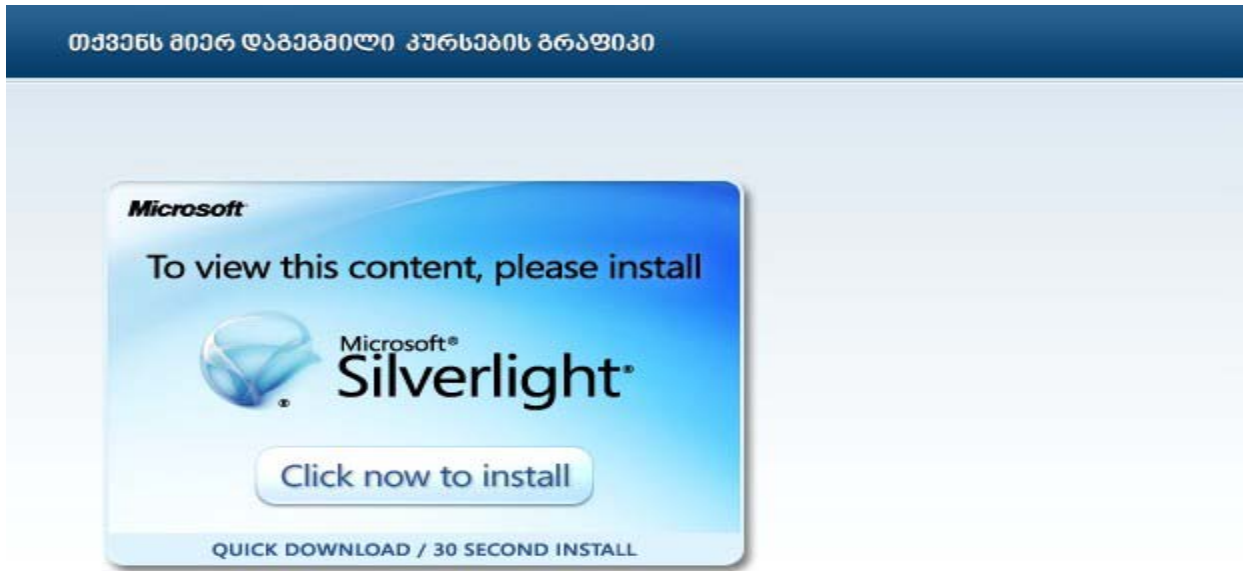 თქვენს მიერ დაგეგმილი კურსების გრაფიკი
Microsoft
To view this content, please install
Microsoft®
Silverlight®
®
Click now to install
QUICK DOWNLOAD / 30 SECOND INSTALL